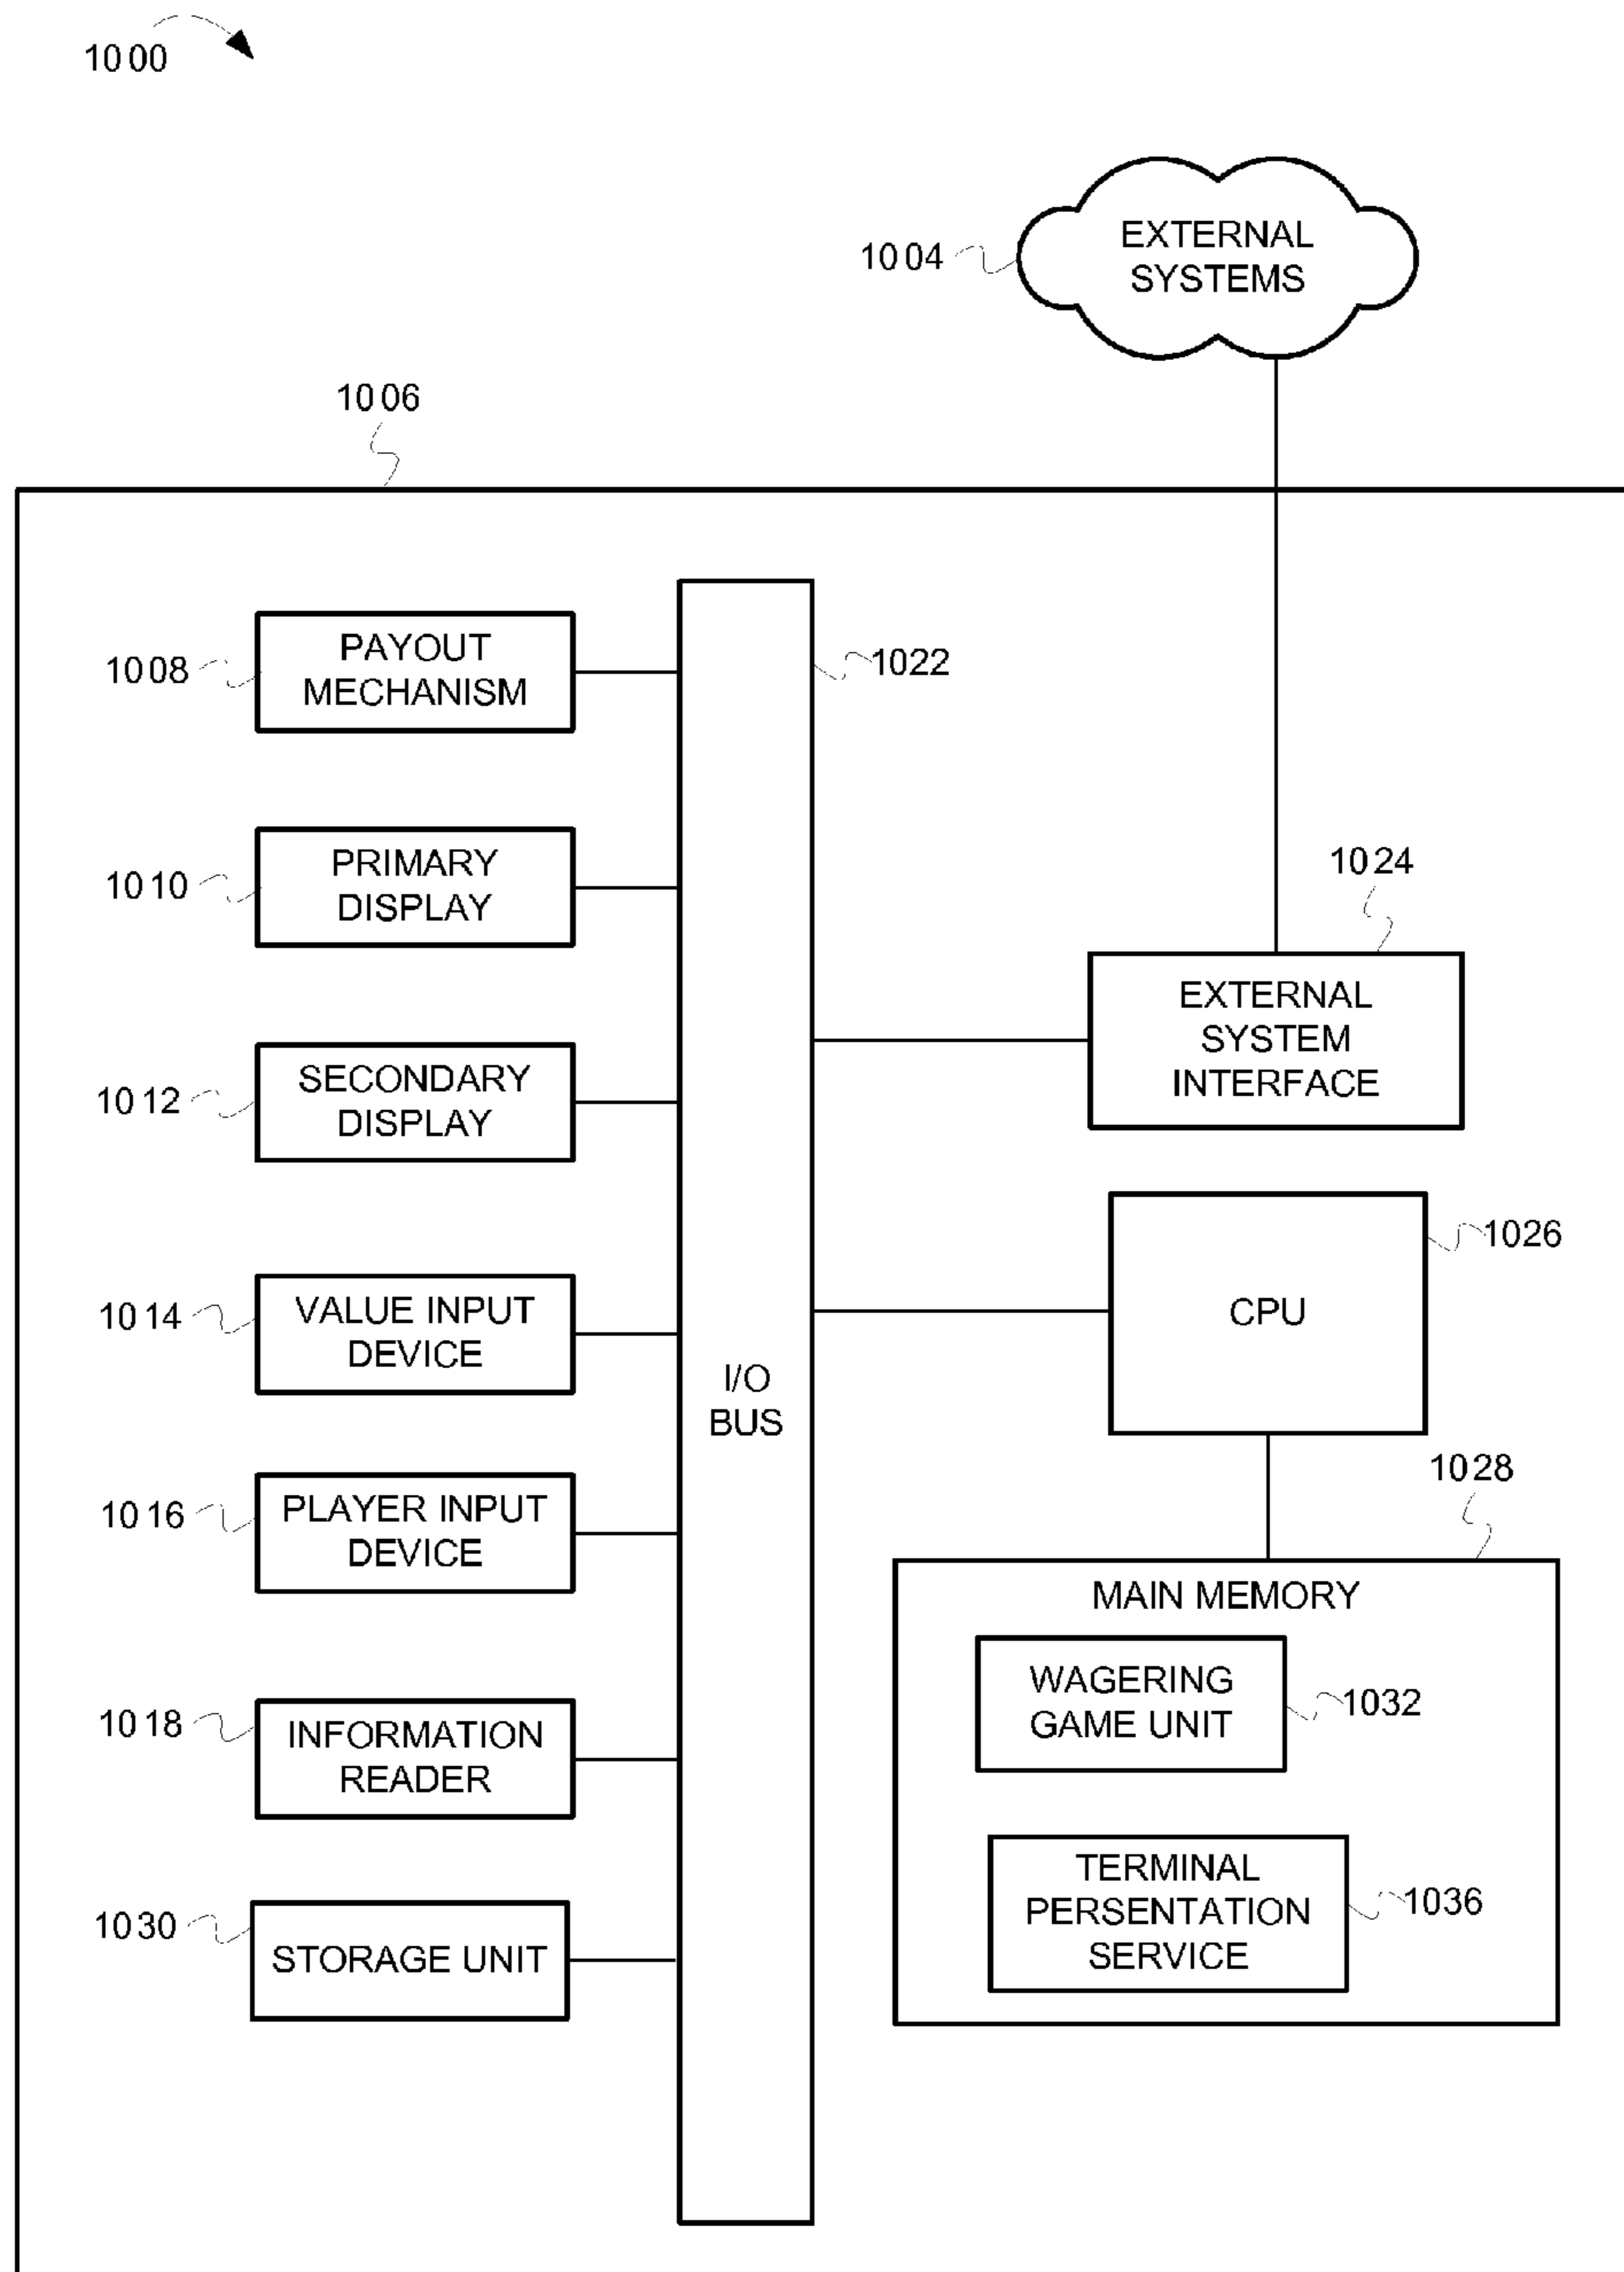 1000
EXTERNAL
SYSTEMS
1004
1006
PAYOUT
MECHANISM
1008
1022
PRIMARY
DISPLAY
1010
1024
EXTERNAL
SYSTEM
INTERFACE
SECONDARY
DISPLAY
1012
1026
CPU
VALUE INPUT
DEVICE
1014
I/O
BUS
PLAYER INPUT
DEVICE
1016
1028
MAIN MEMORY
WAGERING
GAME UNIT
1032
INFORMATION
READER
1018
TERMINAL
PERSENTATION
SERVICE
1036
1030
STORAGE UNIT